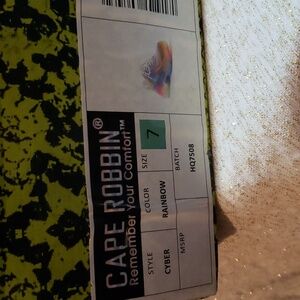 CAPE ROBBIN®
Remember Your Comfort™
STYLE
CYBER
COLOR
RAINBOW
SIZE
7
MSRP
BATCH
HQ7508